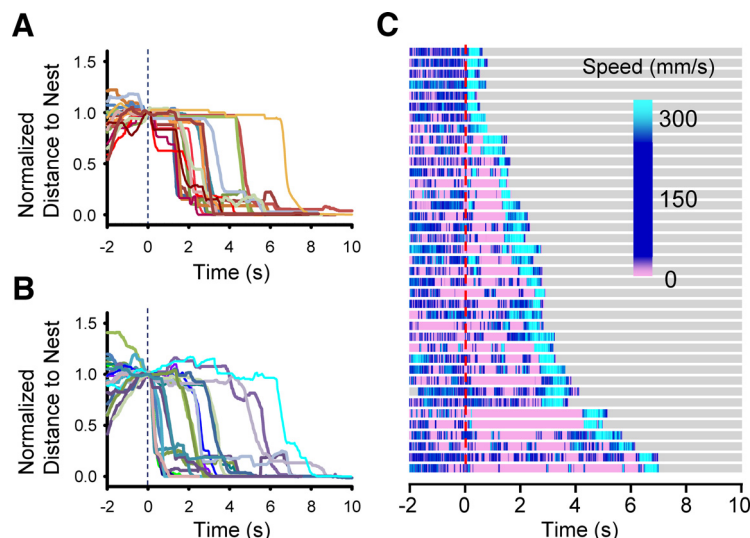 A
1.5
1.0
0.5
0.0
Normalized
Distance to Nest
-2 0 2 4 6 8 10
Time (s)
B
1.5
1.0
0.5
0.0
Normalized
Distance to Nest
-2 0 2 4 6 8 10
Time (s)
C
Speed (mm/s)
300
150
0
-2 0 2 4 6 8 10
Time (s)